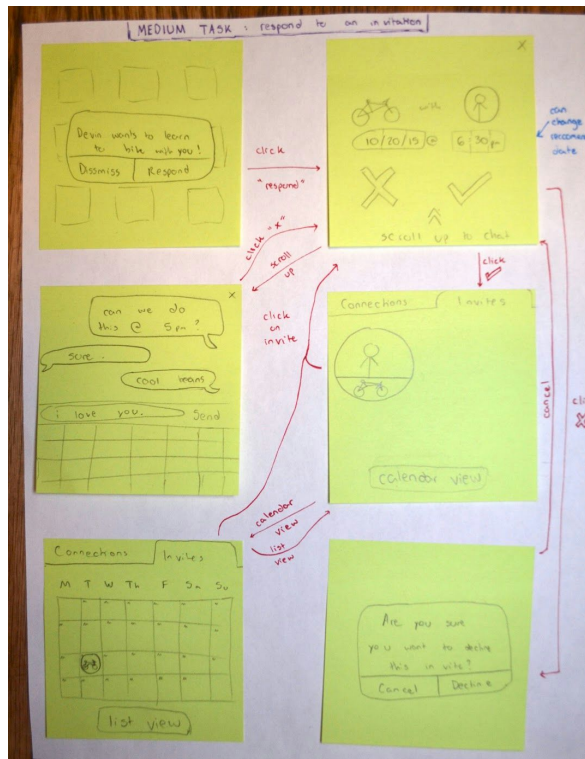 MEDIUM TASK: respond to an invitation
Devin wants to learn
to bike with you!
Dissmiss Respond
click
"respond"
x
with
10/20/15 @ 6:30pm
scroll up to chat
can
change
date
click "x"
scroll
up
click
x
can we do
this @ 5pm?
sure.
cool beans
i love you.
Send
click
on
invite
Connections Invites
calendar view
cancel
calendar
view
list
view
Connections Invites
M T W Th F Sa Su
list view
Are you sure
you want to decline
this invite?
Cancel Decline